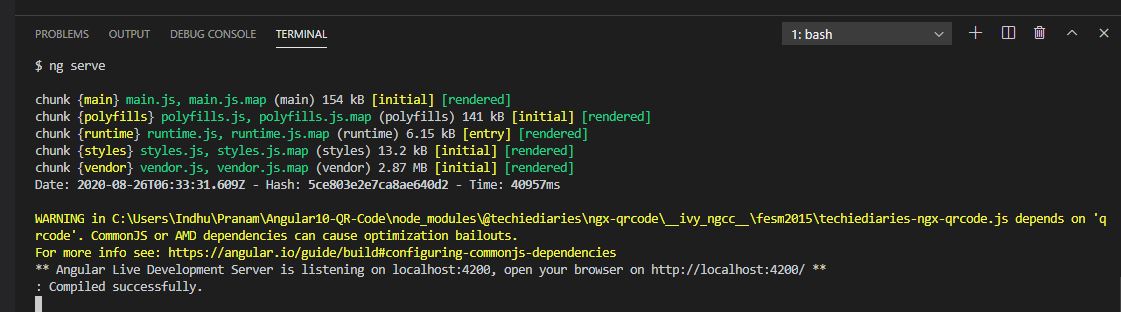 PROBLEMS OUTPUT DEBUG CONSOLE TERMINAL 1: bash
$ ng serve
chunk {main} main.js, main.js.map (main) 154 kB [initial] [rendered]
chunk {polyfills} polyfills.js, polyfills.js.map (polyfills) 141 kB [initial] [rendered]
chunk {runtime} runtime.js, runtime.js.map (runtime) 6.15 kB [entry] [rendered]
chunk {styles} styles.js, styles.js.map (styles) 13.2 kB [initial] [rendered]
chunk {vendor} vendor.js, vendor.js.map (vendor) 2.87 MB [initial] [rendered]
Date: 2020-08-26T06:33:31.609Z - Hash: 5ce803e2e7ca8ae640d2 - Time: 40957ms
WARNING in C:\Users\Indhu\Pranam\Angular10-QR-Code\node_modules\@techiediaries\ngx-qrcode\__ivy_ngcc__\fesm2015\techiediaries-ngx-qrcode.js depends on 'q
rcode'. CommonJS or AMD dependencies can cause optimization bailouts.
For more info see: https://angular.io/guide/build#configuring-commonjs-dependencies
** Angular Live Development Server is listening on localhost:4200, open your browser on http://localhost:4200/ **
: Compiled successfully.